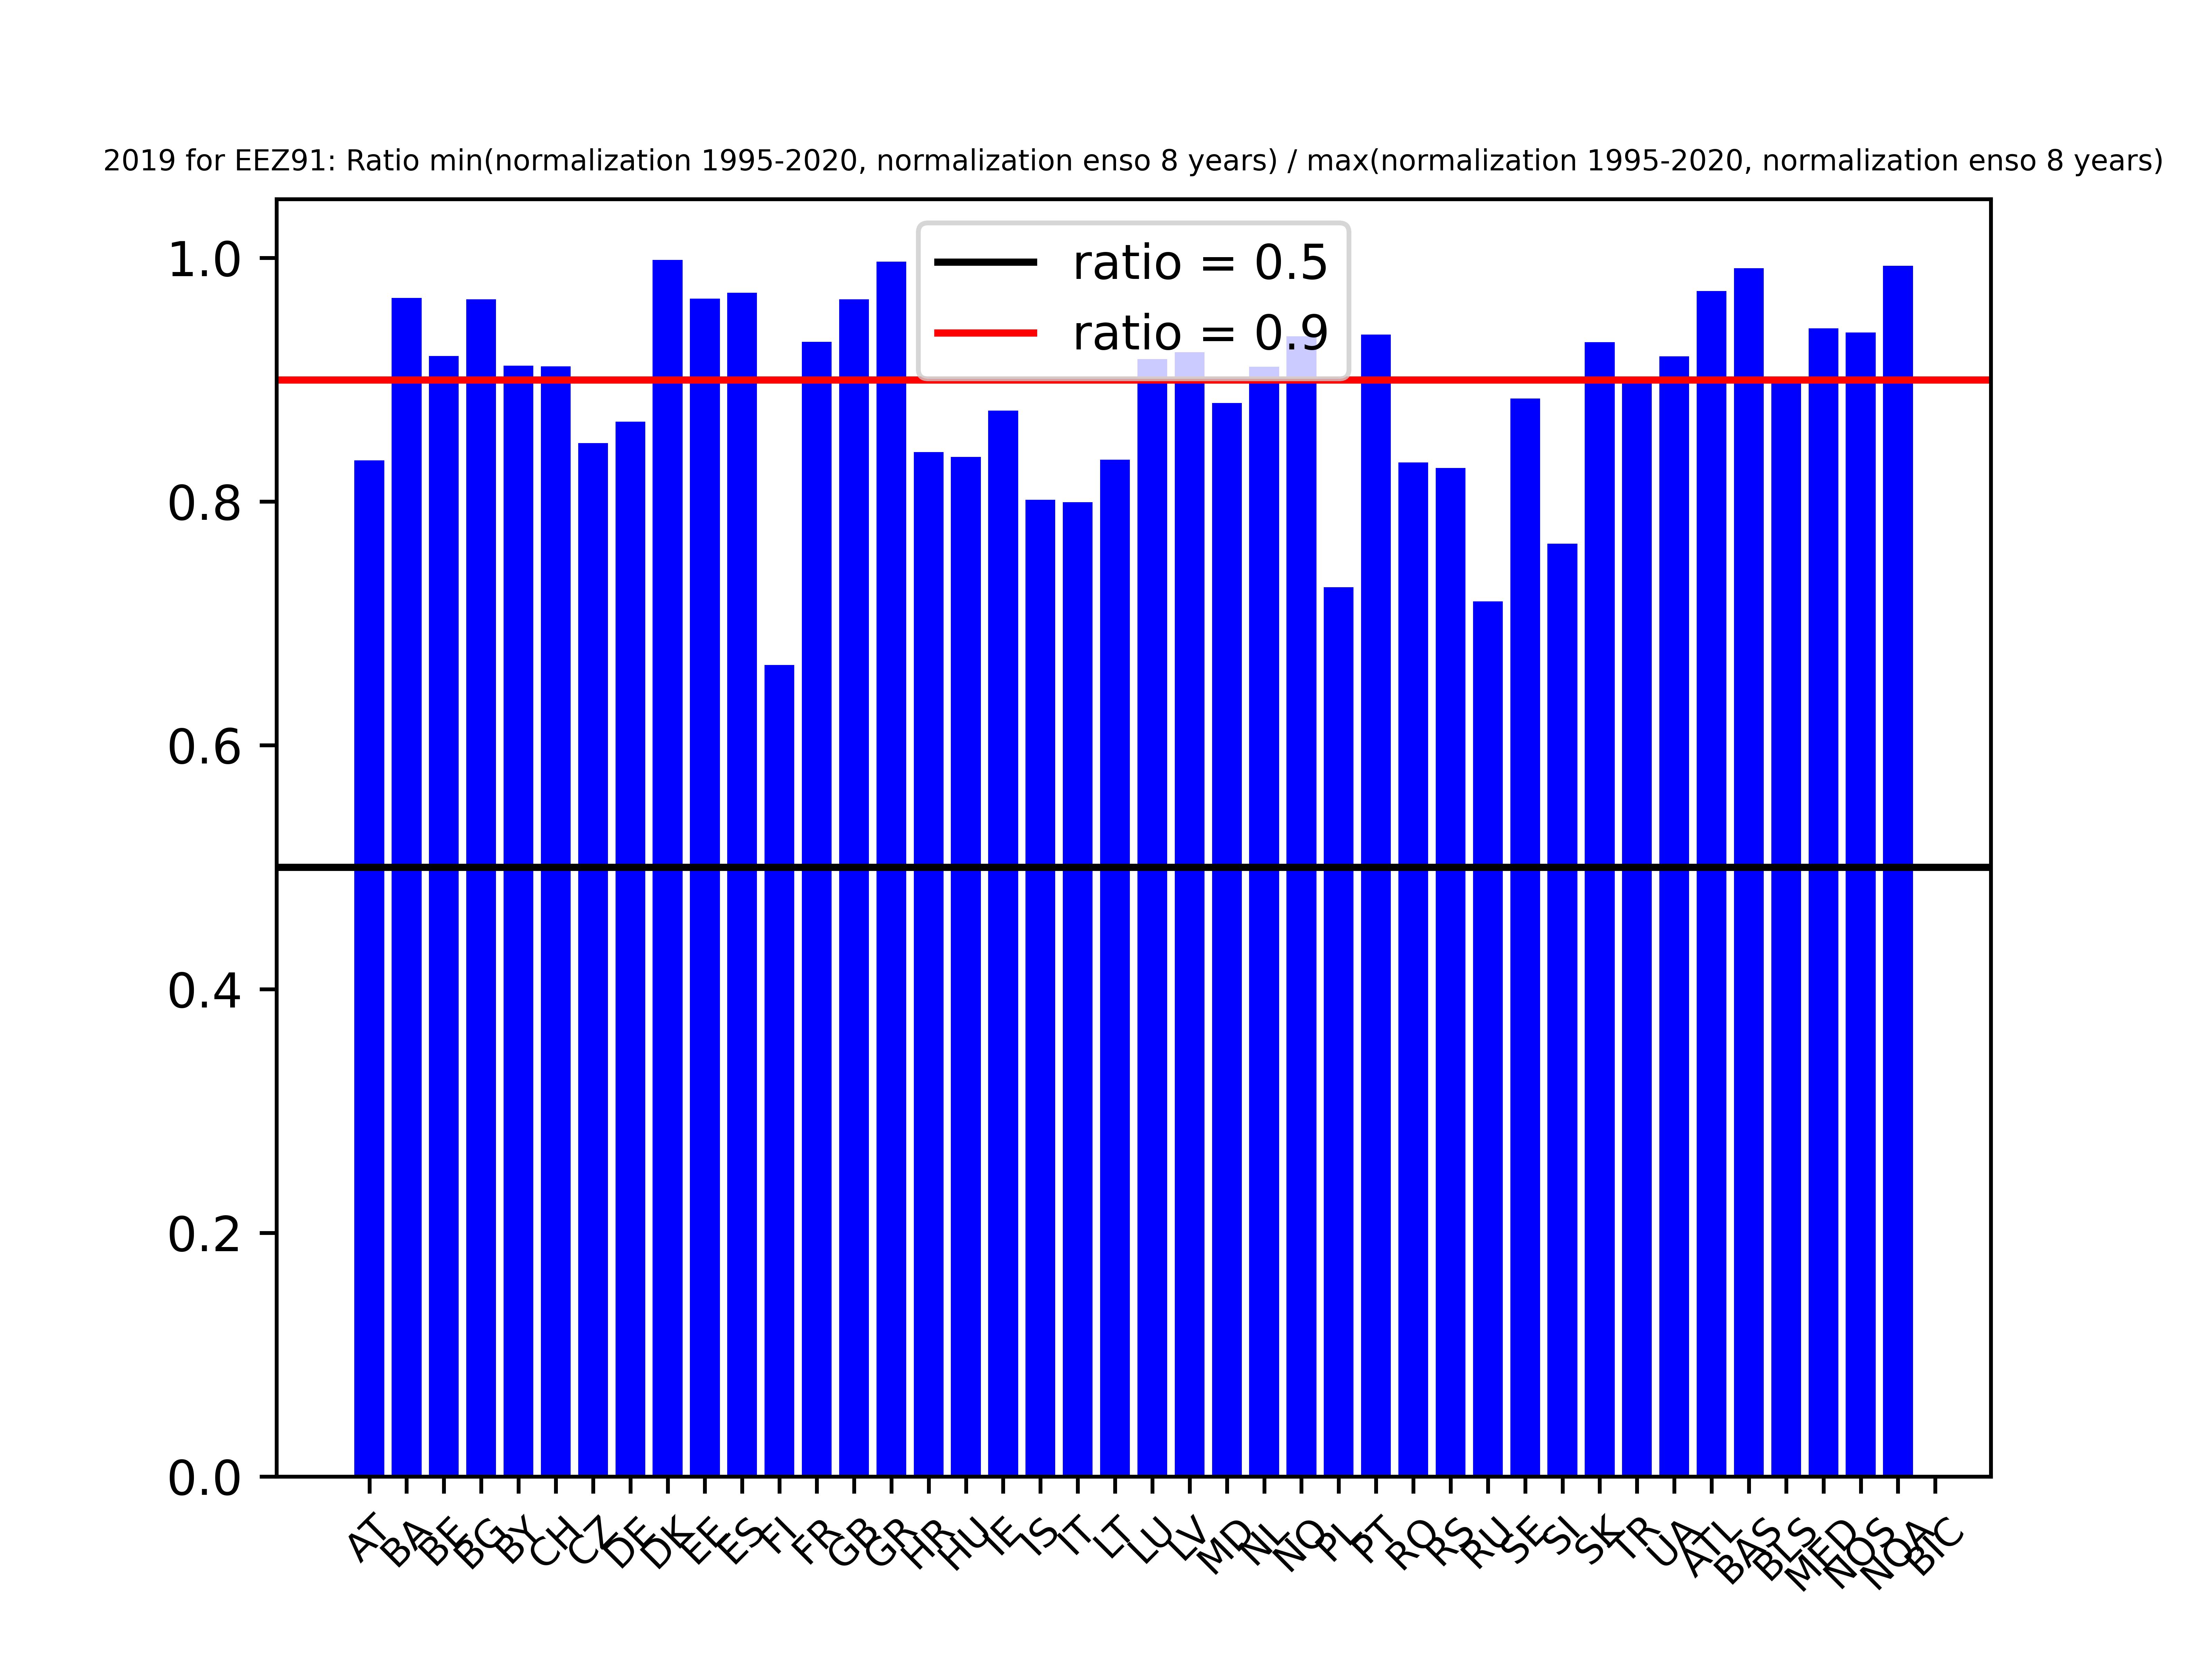 2019 for EEZ91: Ratio min(normalization 1995-2020, normalization enso 8 years) / max(normalization 1995-2020, normalization enso 8 years)
ratio = 0.5
ratio = 0.9
1.0
0.8
0.6
0.4
0.2
0.0
AT BA BE BG BY CH CZ DE DK EE ES FI FR GB GR HR HU IE IS IT LT LU LV MD NL NO PL PT RO RS RU SE SI SK TR UA ATL BAS BLS MED NOS NOA BIC